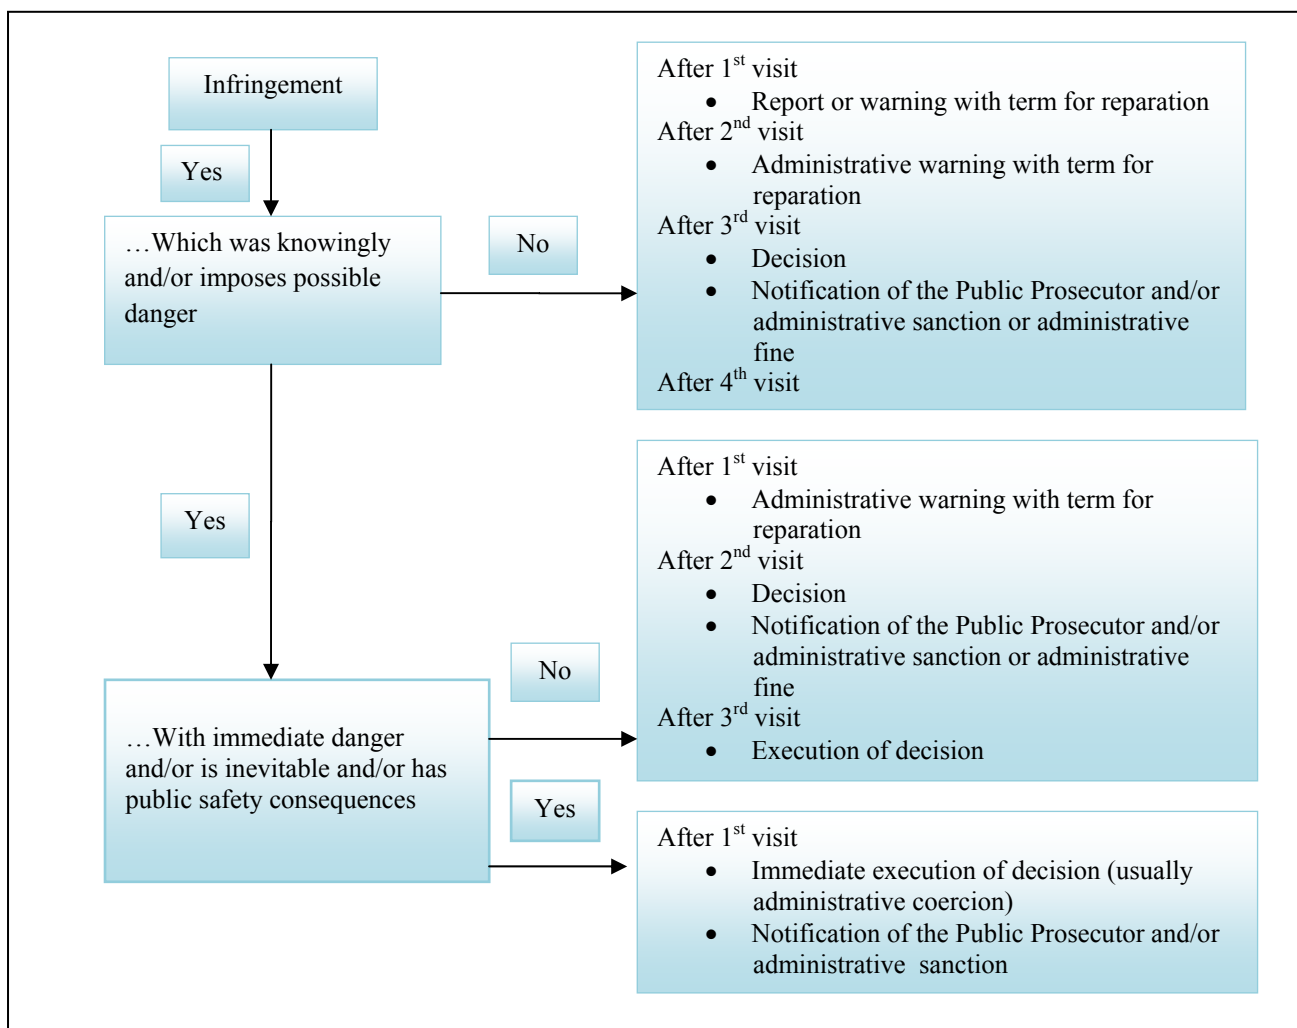 Infringement
Yes
…Which was knowingly
and/or imposes possible
danger
No
After 1st visit
• Report or warning with term for reparation
After 2nd visit
• Administrative warning with term for
reparation
After 3rd visit
• Decision
• Notification of the Public Prosecutor and/or
administrative sanction or administrative
fine
After 4th visit
Yes
…With immediate danger
and/or is inevitable and/or has
public safety consequences
No
After 1st visit
• Administrative warning with term for
reparation
After 2nd visit
• Decision
• Notification of the Public Prosecutor and/or
administrative sanction or administrative
fine
After 3rd visit
• Execution of decision
Yes
After 1st visit
• Immediate execution of decision (usually
administrative coercion)
• Notification of the Public Prosecutor and/or
administrative sanction